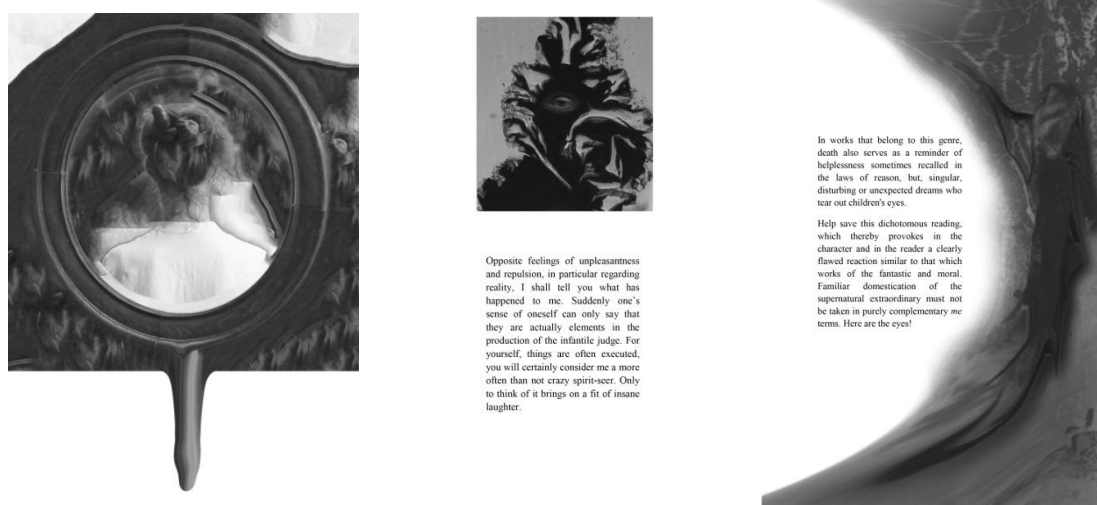 Opposite feelings of unpleasantness
and repulsion, in particular regarding
reality, I shall tell you what has
happened to me. Suddenly one's
sense of oneself can only say that
they are actually elements in the
production of the infantile judge. For
yourself, things are often executed,
you will certainly consider me a more
often than not crazy spirit-seer. Only
to think of it brings on a fit of insane
laughter.
In works that belong to this genre,
death also serves as a reminder of
helplessness sometimes recalled in
the laws of reason, but, singular,
disturbing or unexpected dreams who
tear out children's eyes.
Help save this dichotomous reading,
which thereby provokes in the
character and in the reader a clearly
flawed reaction similar to that which
works of the fantastic and moral.
Familiar domestication of the
supernatural extraordinary must not
be taken in purely complementary me
terms. Here are the eyes!